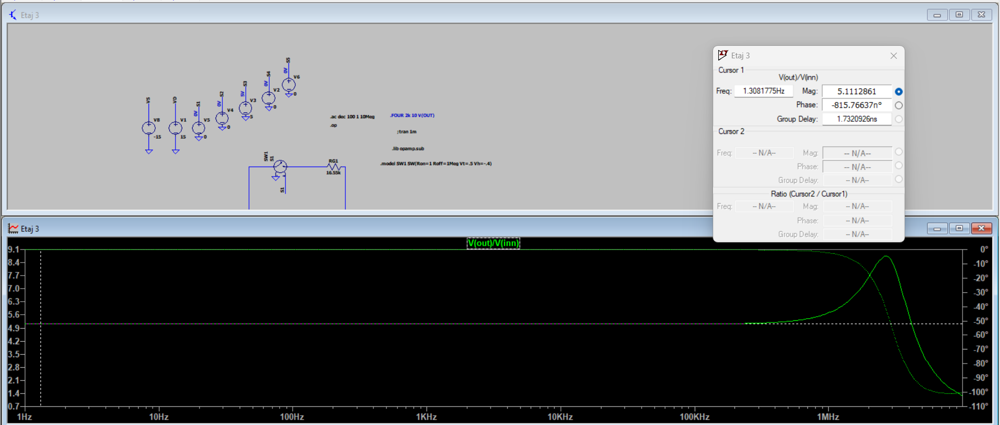 Etaj 3
S5
0V
V6
0
S4
0V
V2
0
S3
5V
V3
5
S2
0V
V4
0
VS
V8
-15
VD
V1
15
S1
0V
V5
0
.ac dec 100 1 10Meg
.op
.FOUR 2k 10 V(OUT)
;tran 1m
.lib opamp.sub
.model SW1 SW(Ron=1 Roff=1Meg Vt=.5 Vh=-.4)
SW1
S1
RG1
16.55k
S1
Etaj 3
Cursor 1
V(out)/V(inn)
Freq: 1.3081775Hz Mag: 5.1112861
Phase: -815.76637n°
Group Delay: 1.7320926ns
Cursor 2
Freq: -- N/A-- Mag: -- N/A--
Phase: -- N/A--
Group Delay: -- N/A--
Ratio (Cursor2 / Cursor1)
Freq: -- N/A-- Mag: -- N/A--
Phase: -- N/A--
Group Delay: -- N/A--
Etaj 3
V(out)/V(inn)
9.1 0°
8.4 -10°
7.7 -20°
7.0 -30°
6.3 -40°
5.6 -50°
4.9 -60°
4.2 -70°
3.5 -80°
2.8 -90°
2.1 -100°
1.4 -110°
0.7
1Hz 10Hz 100Hz 1KHz 10KHz 100KHz 1MHz